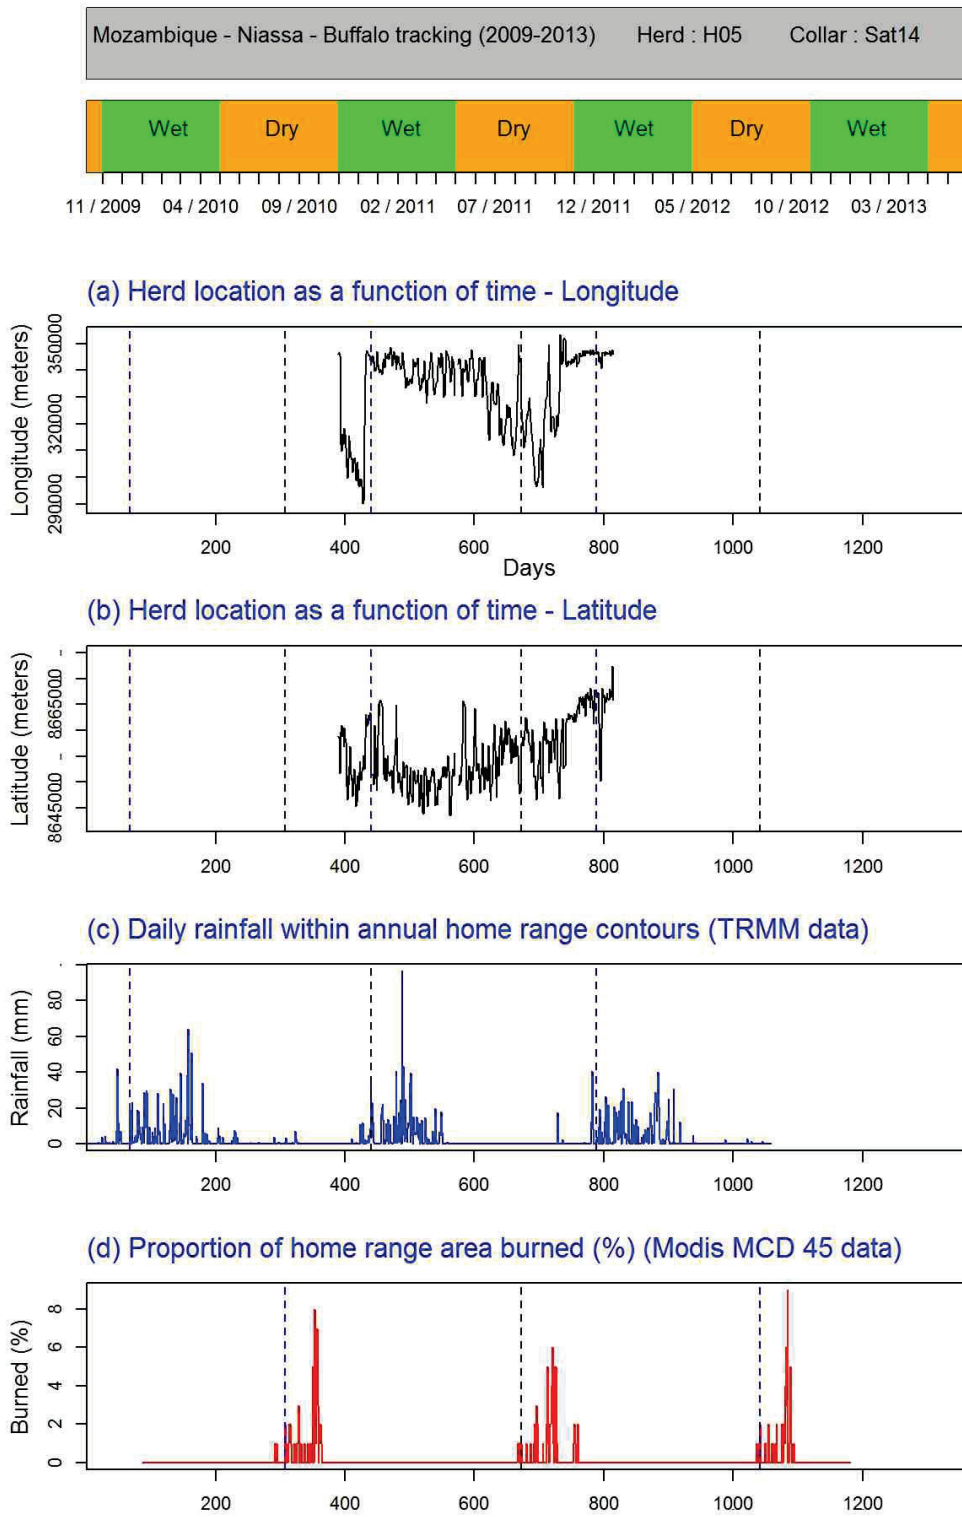 Mozambique - Niassa - Buffalo tracking (2009-2013) Herd : H05 Collar : Sat14
Wet Dry Wet Dry Wet Dry Wet
11 / 2009 04 / 2010 09 / 2010 02 / 2011 07 / 2011 12 / 2011 05 / 2012 10 / 2012 03 / 2013
(a) Herd location as a function of time - Longitude
Longitude (meters)
350000
320000
290000
200 400 600 800 1000 1200
Days
(b) Herd location as a function of time - Latitude
Latitude (meters)
8665000
8645000
200 400 600 800 1000 1200
(c) Daily rainfall within annual home range contours (TRMM data)
Rainfall (mm)
80
60
40
20
0
200 400 600 800 1000 1200
(d) Proportion of home range area burned (%) (Modis MCD 45 data)
Burned (%)
8
6
4
2
0
200 400 600 800 1000 1200